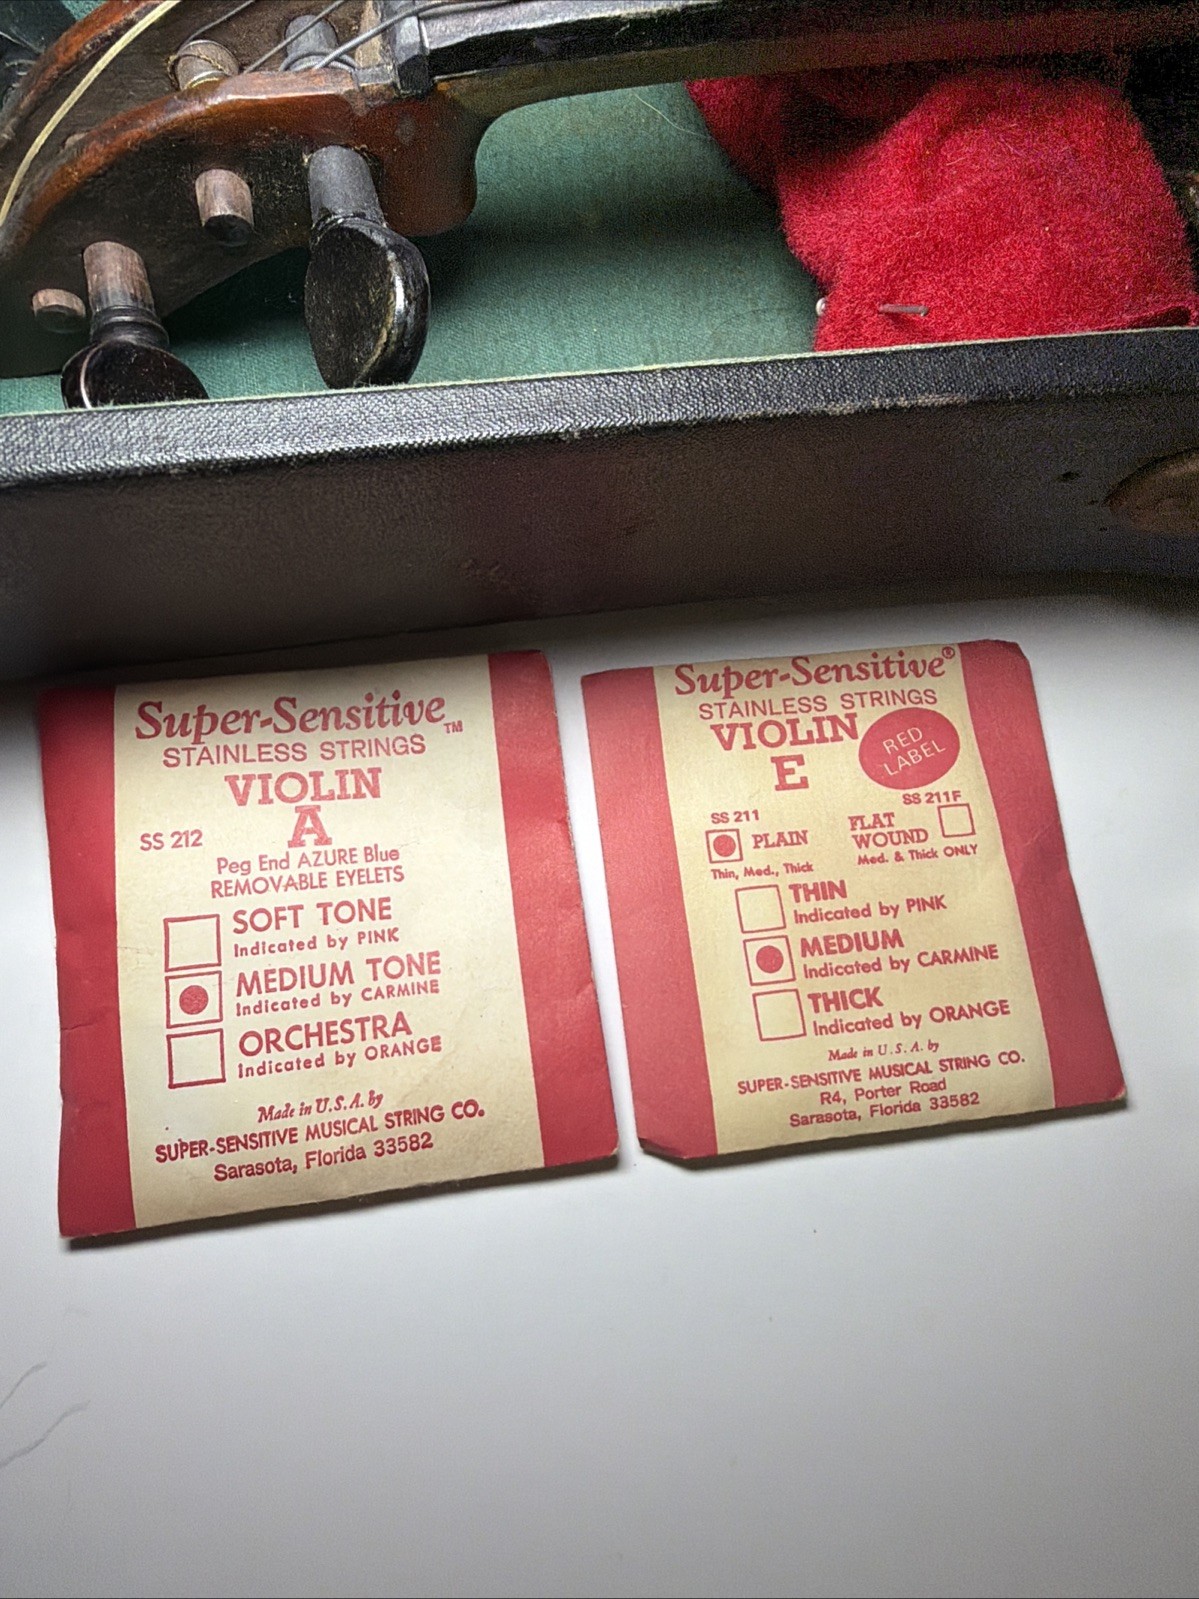 Super-Sensitive™
STAINLESS STRINGS
VIOLIN
A
SS 212
Peg End AZURE Blue
REMOVABLE EYELETS
SOFT TONE
Indicated by PINK
MEDIUM TONE
Indicated by CARMINE
ORCHESTRA
Indicated by ORANGE
Made in U.S.A. by
SUPER-SENSITIVE MUSICAL STRING CO.
Sarasota, Florida 33582
Super-Sensitive®
STAINLESS STRINGS
VIOLIN
E
RED
LABEL
SS 211
PLAIN
Thin, Med., Thick
SS 211F
FLAT
WOUND
Med. & Thick ONLY
THIN
Indicated by PINK
MEDIUM
Indicated by CARMINE
THICK
Indicated by ORANGE
Made in U.S.A. by
SUPER-SENSITIVE MUSICAL STRING CO.
R4, Porter Road
Sarasota, Florida 33582